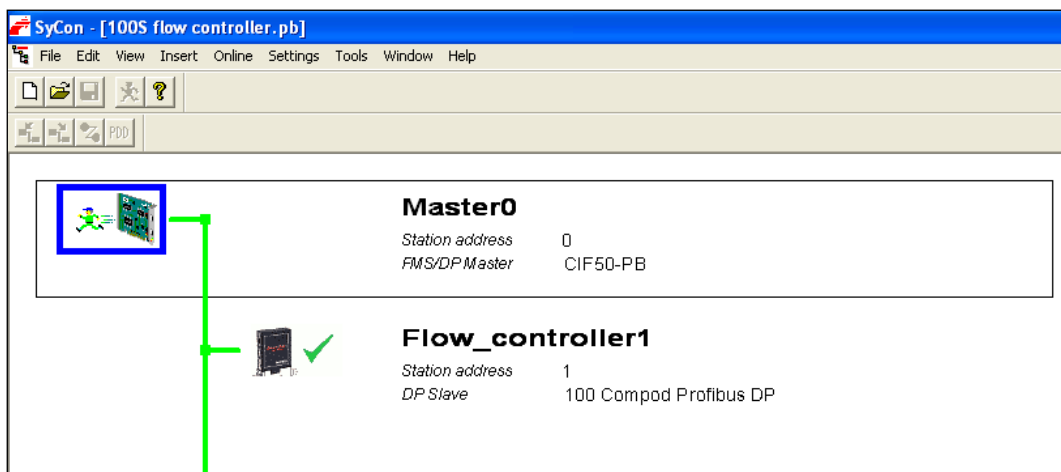 SyCon - [100S flow controller.pb]
File Edit View Insert Online Settings Tools Window Help
PDD
Master0
Station address 0
FMS/DP Master CIF50-PB
Flow_controller1
Station address 1
DP Slave 100 Compod Profibus DP